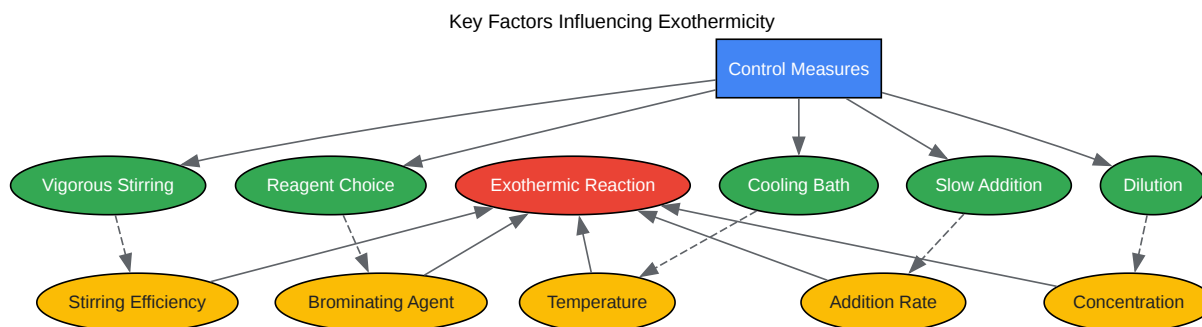 Key Factors Influencing Exothermicity
Control Measures
Vigorous Stirring
Reagent Choice
Exothermic Reaction
Cooling Bath
Slow Addition
Dilution
Stirring Efficiency
Brominating Agent
Temperature
Addition Rate
Concentration